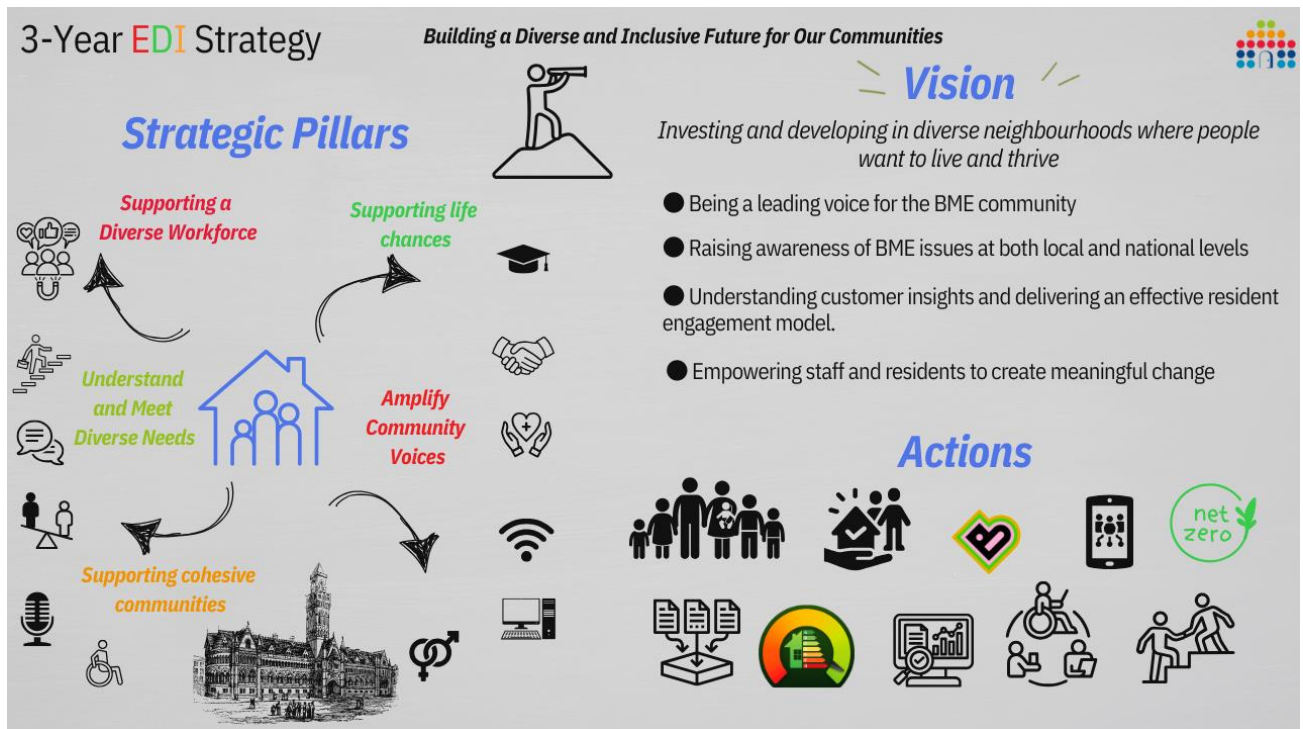 3-Year EDI Strategy
Building a Diverse and Inclusive Future for Our Communities
Strategic Pillars
Supporting a
Diverse Workforce
Supporting life
chances
Understand
and Meet
Diverse Needs
Amplify
Community
Voices
Supporting cohesive
communities
Vision
Investing and developing in diverse neighbourhoods where people
want to live and thrive
● Being a leading voice for the BME community
● Raising awareness of BME issues at both local and national levels
● Understanding customer insights and delivering an effective resident
engagement model.
● Empowering staff and residents to create meaningful change
Actions
net
zero